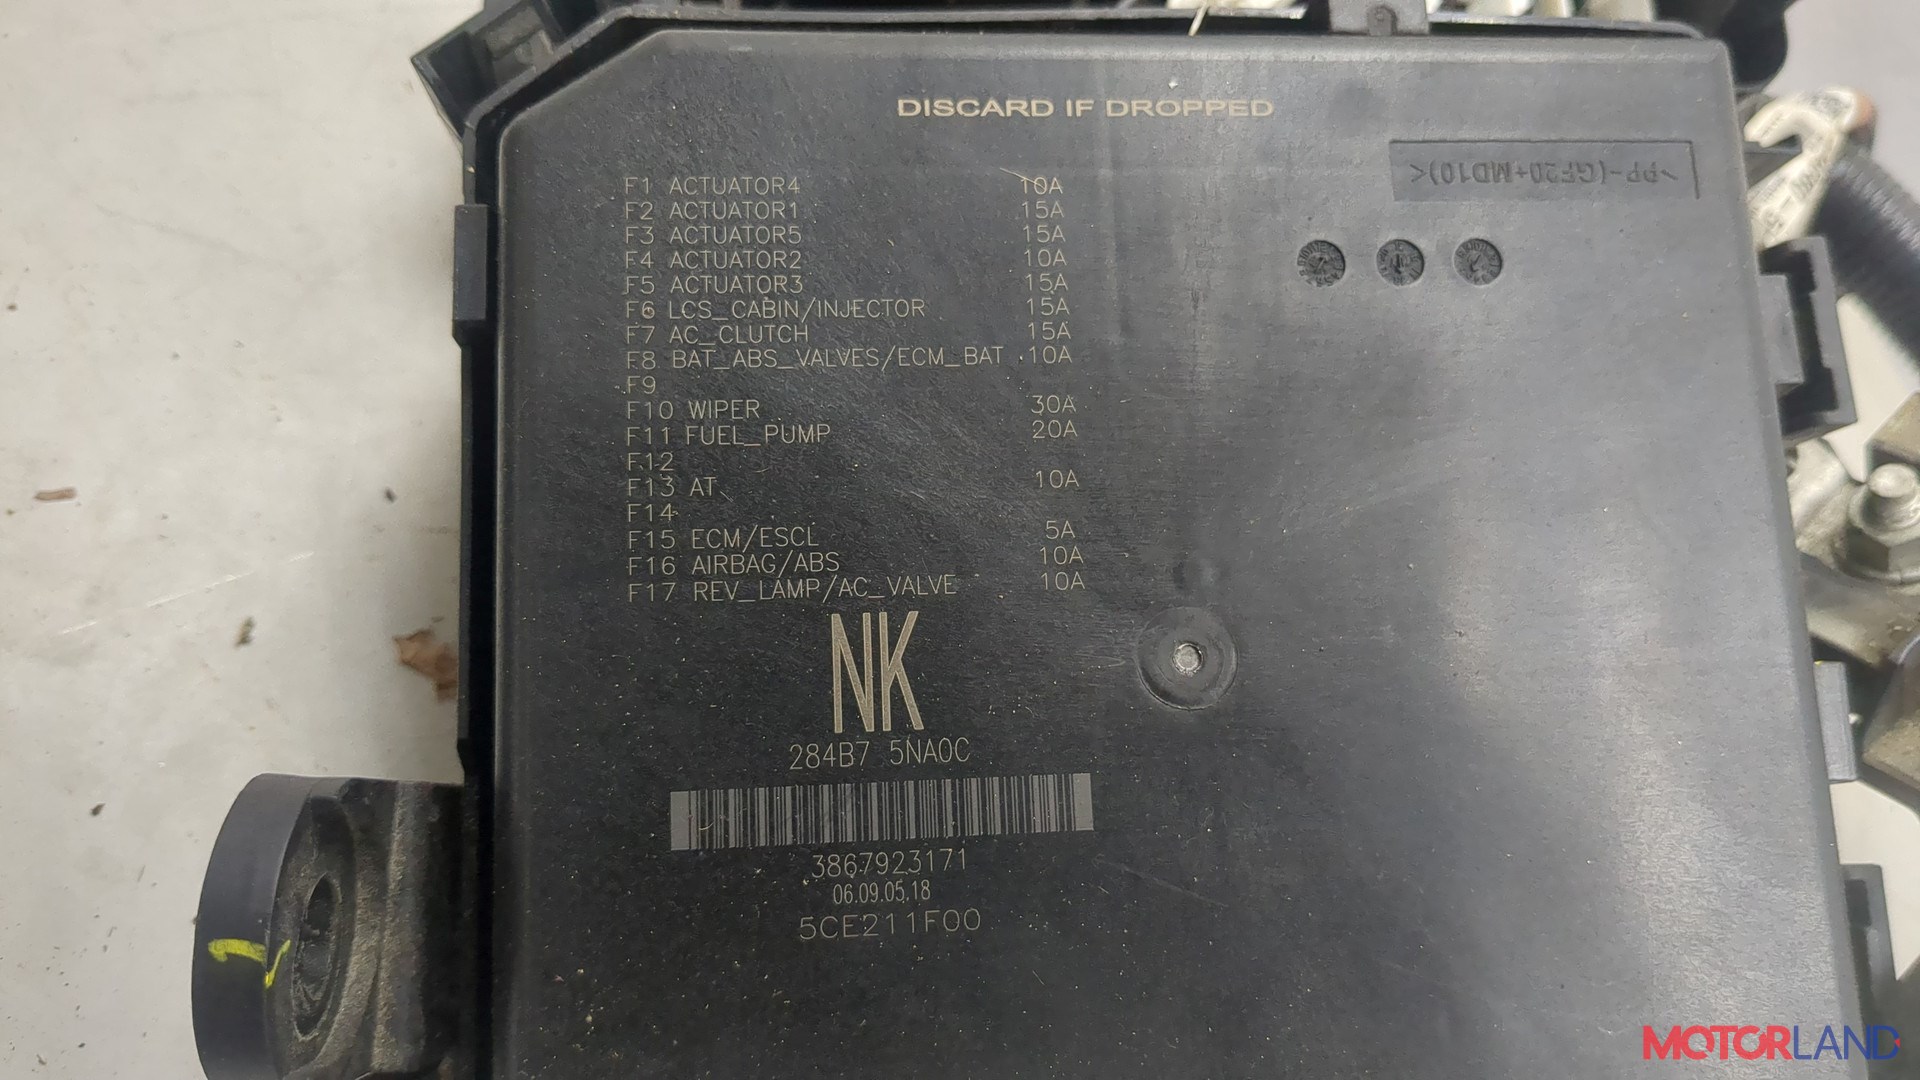 DISCARD IF DROPPED
>PP-(GF20+MD10)<
F1 ACTUATOR4 10A
F2 ACTUATOR1 15A
F3 ACTUATOR5 15A
F4 ACTUATOR2 10A
F5 ACTUATOR3 15A
F6 LCS_CABIN/INJECTOR 15A
F7 AC_CLUTCH 15A
F8 BAT_ABS_VALVES/ECM_BAT 10A
F9
F10 WIPER 30A
F11 FUEL_PUMP 20A
F12
F13 AT 10A
F14
F15 ECM/ESCL 5A
F16 AIRBAG/ABS 10A
F17 REV_LAMP/AC_VALVE 10A
NK
284B7 5NA0C
3867923171
06.09.05.18
5CE211F00
MOTORLAND